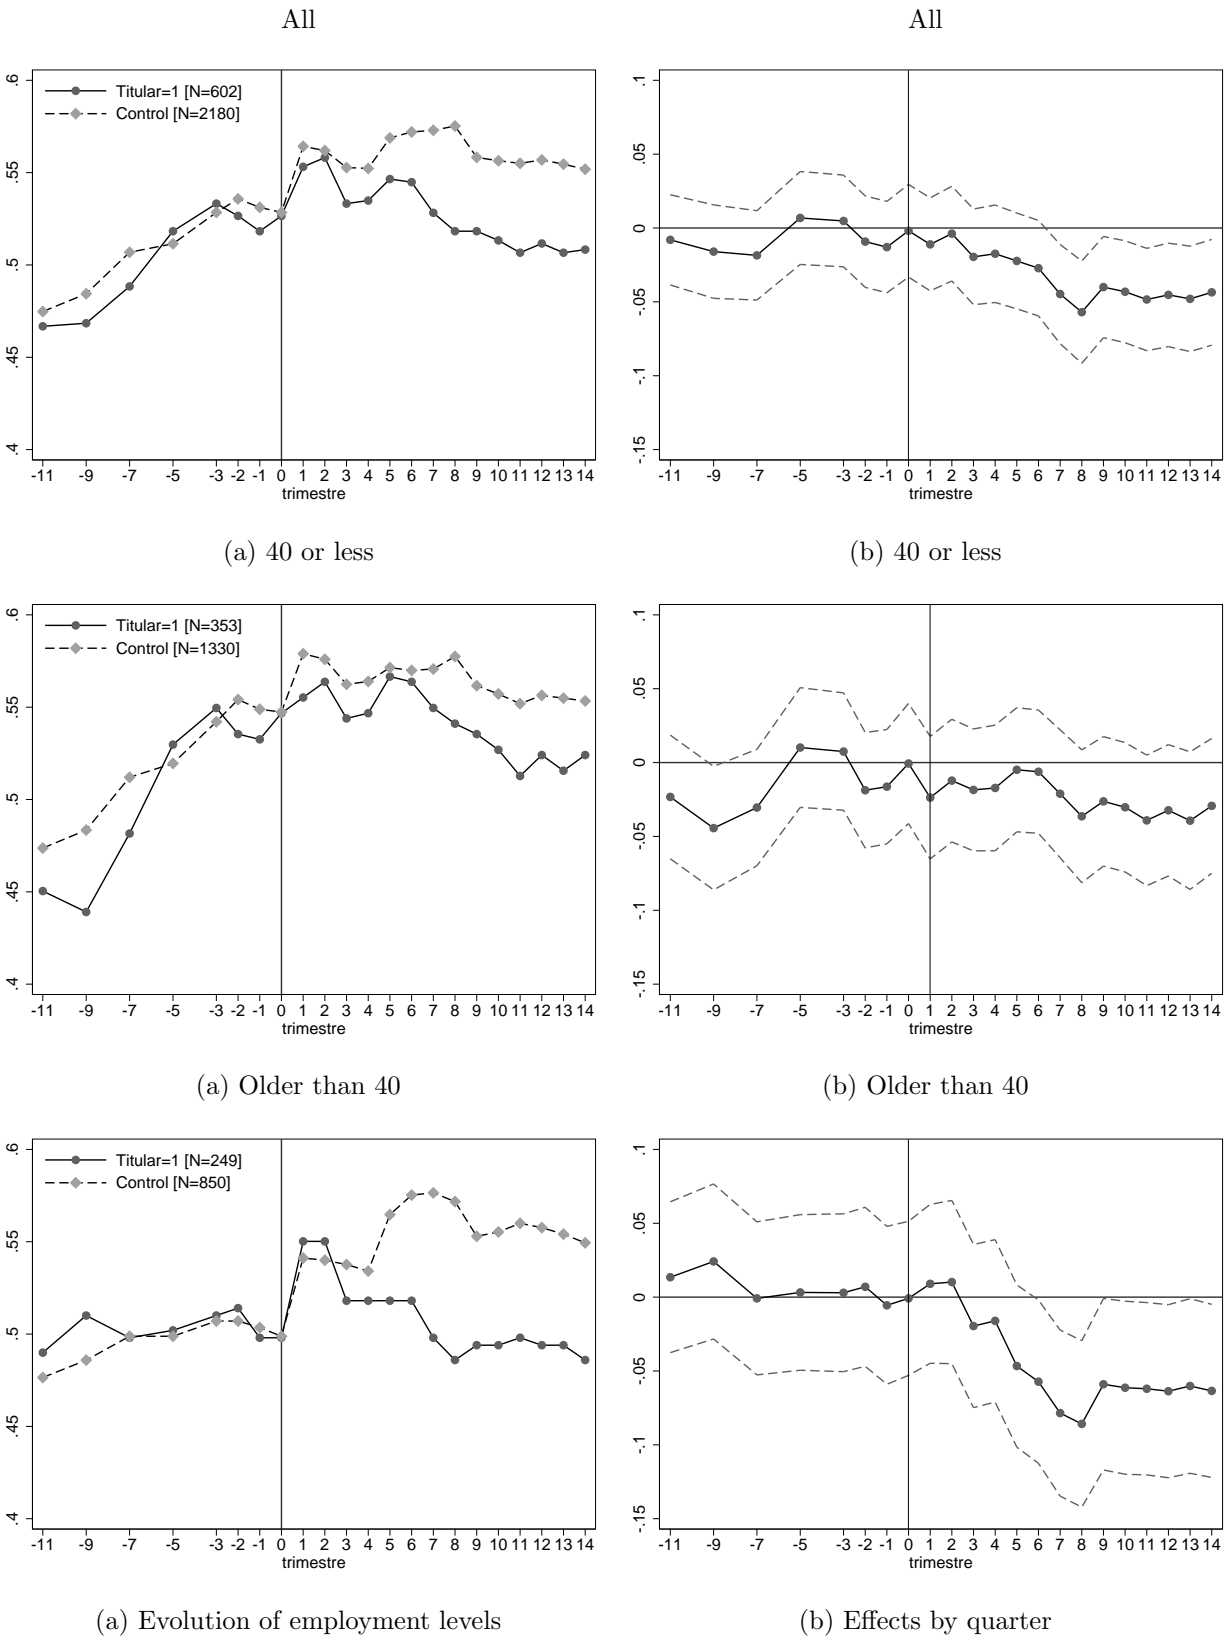 All
All
.6
.55
.5
.45
.4
Titular=1 [N=602]
Control [N=2180]
-11 -9 -7 -5 -3 -2 -1 0 1 2 3 4 5 6 7 8 9 10 11 12 13 14
trimestre
.1
.05
0
-.05
-.1
-.15
-11 -9 -7 -5 -3 -2 -1 0 1 2 3 4 5 6 7 8 9 10 11 12 13 14
trimestre
(a) 40 or less
(b) 40 or less
.6
.55
.5
.45
.4
Titular=1 [N=353]
Control [N=1330]
-11 -9 -7 -5 -3 -2 -1 0 1 2 3 4 5 6 7 8 9 10 11 12 13 14
trimestre
.1
.05
0
-.05
-.1
-.15
-11 -9 -7 -5 -3 -2 -1 0 1 2 3 4 5 6 7 8 9 10 11 12 13 14
trimestre
(a) Older than 40
(b) Older than 40
.6
.55
.5
.45
.4
Titular=1 [N=249]
Control [N=850]
-11 -9 -7 -5 -3 -2 -1 0 1 2 3 4 5 6 7 8 9 10 11 12 13 14
trimestre
.1
.05
0
-.05
-.1
-.15
-11 -9 -7 -5 -3 -2 -1 0 1 2 3 4 5 6 7 8 9 10 11 12 13 14
trimestre
(a) Evolution of employment levels
(b) Effects by quarter